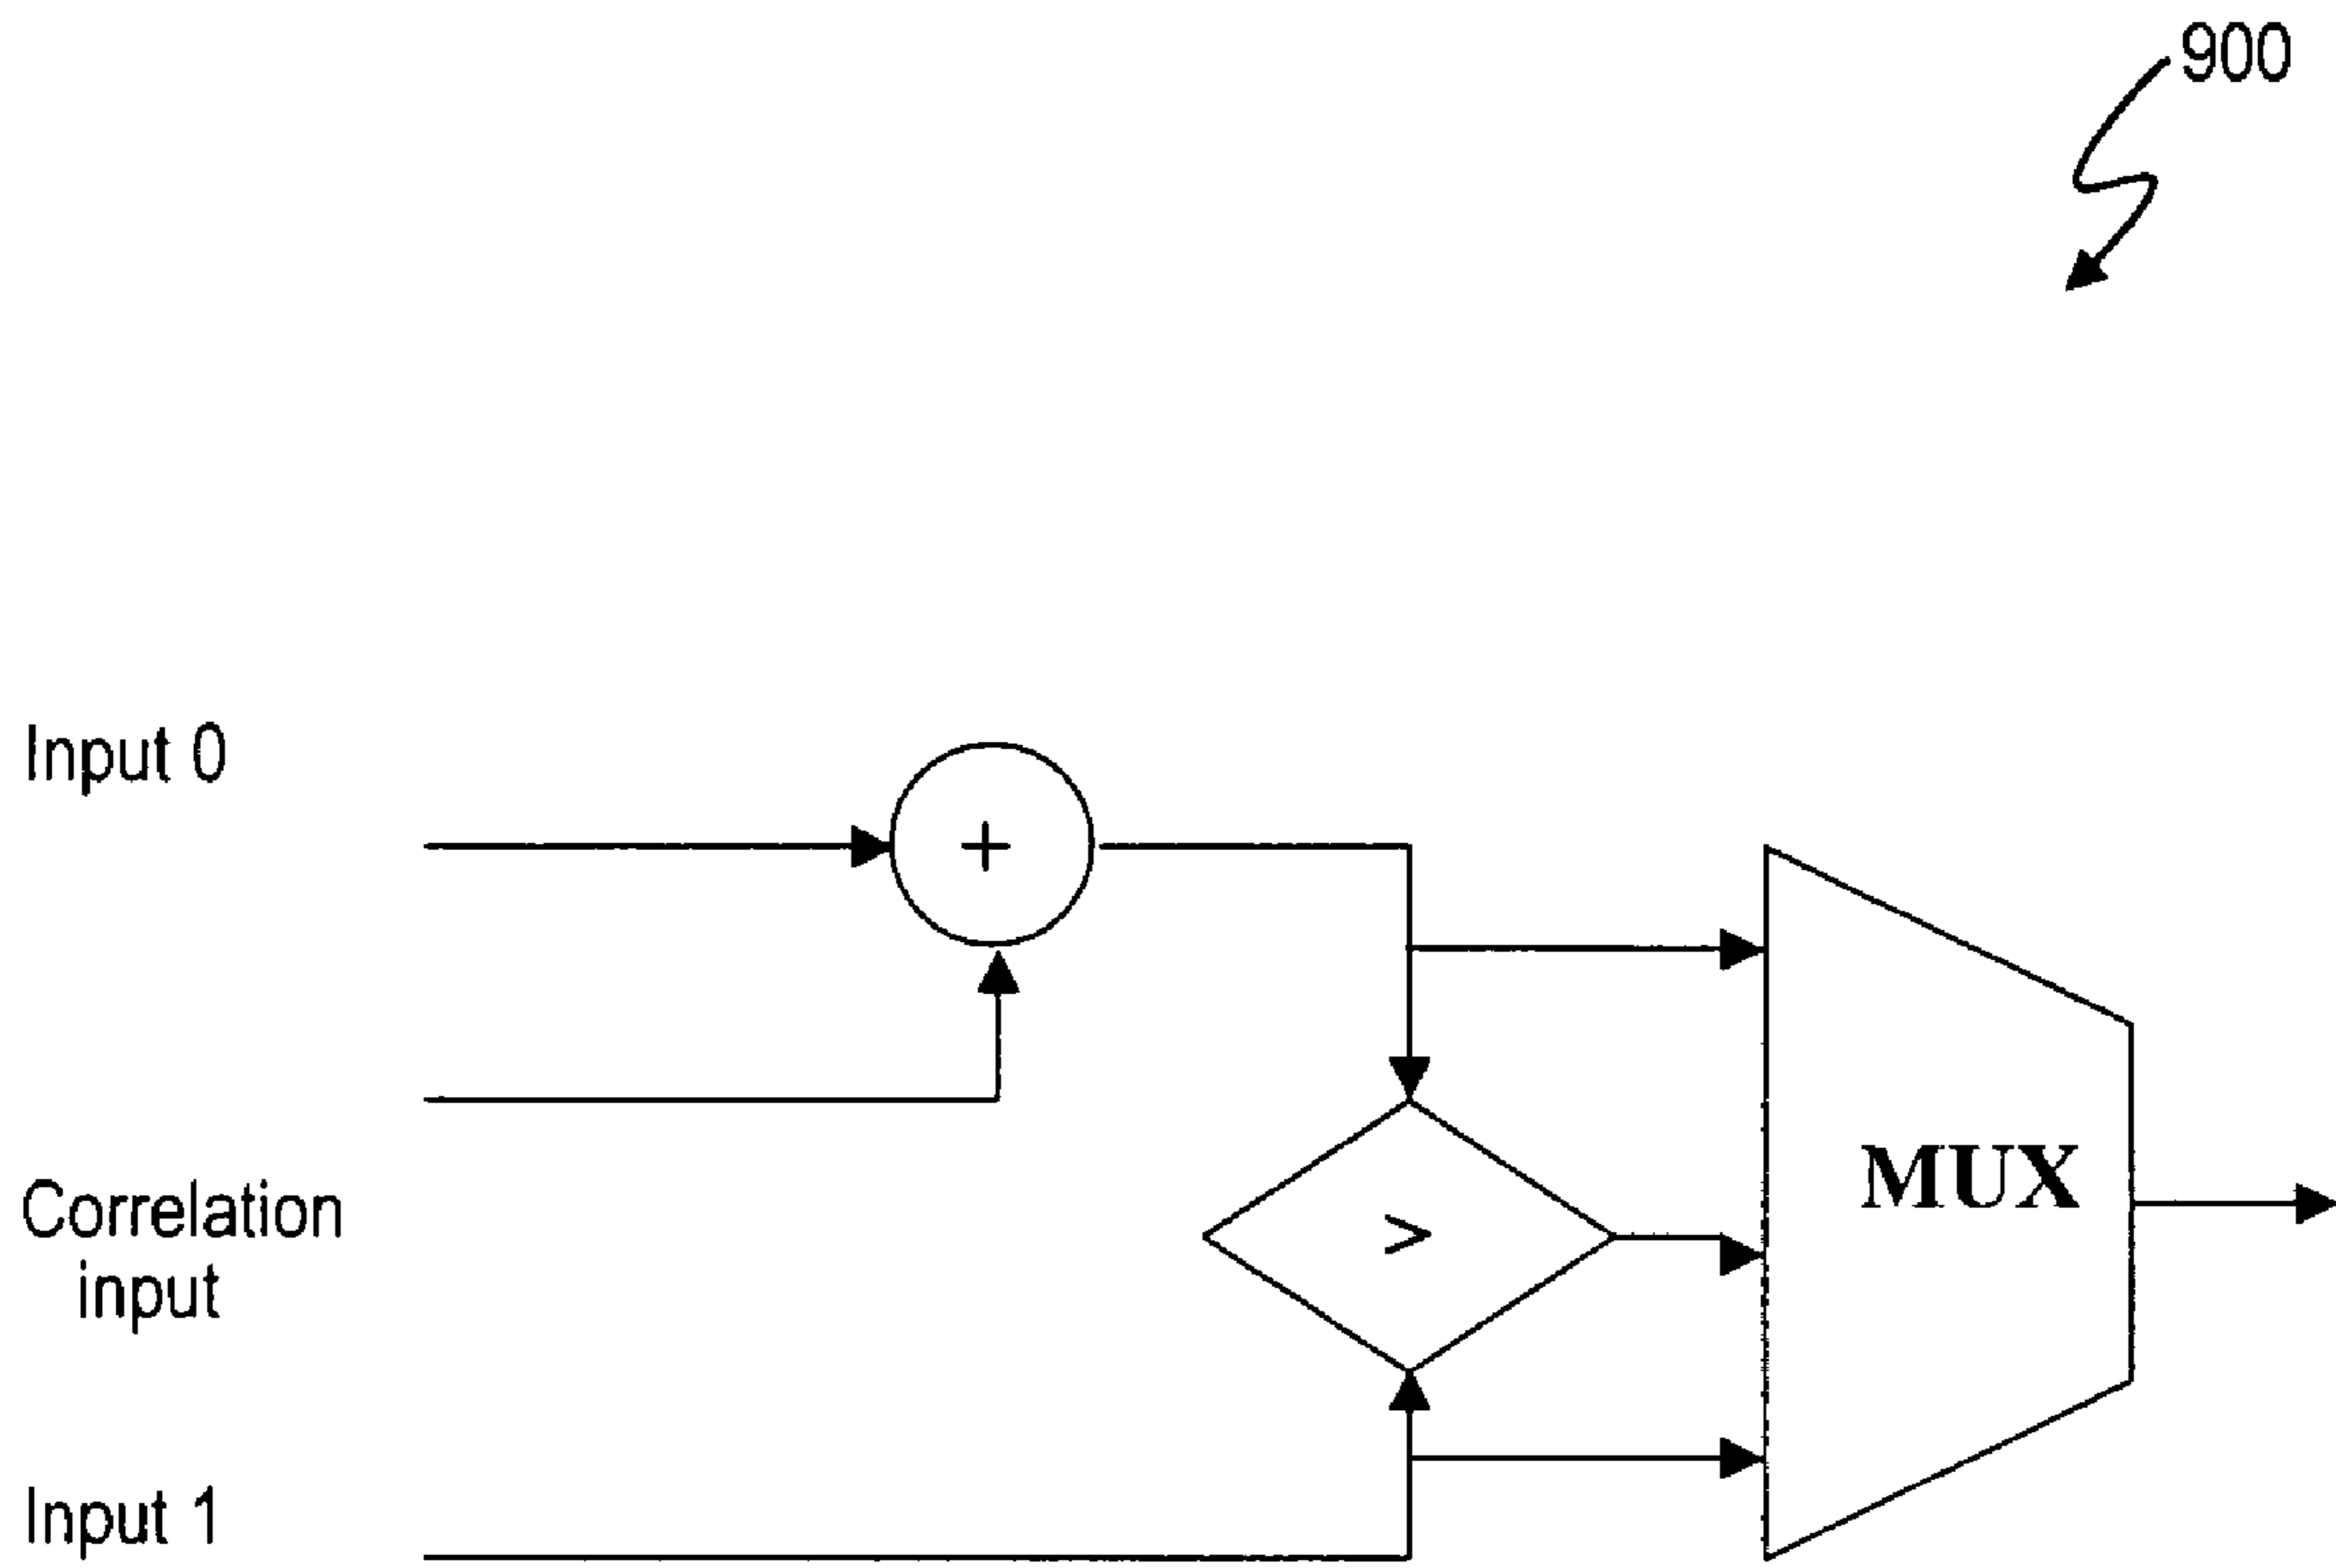 900
Input 0
+
MUX
>
Correlation
input
Input 1